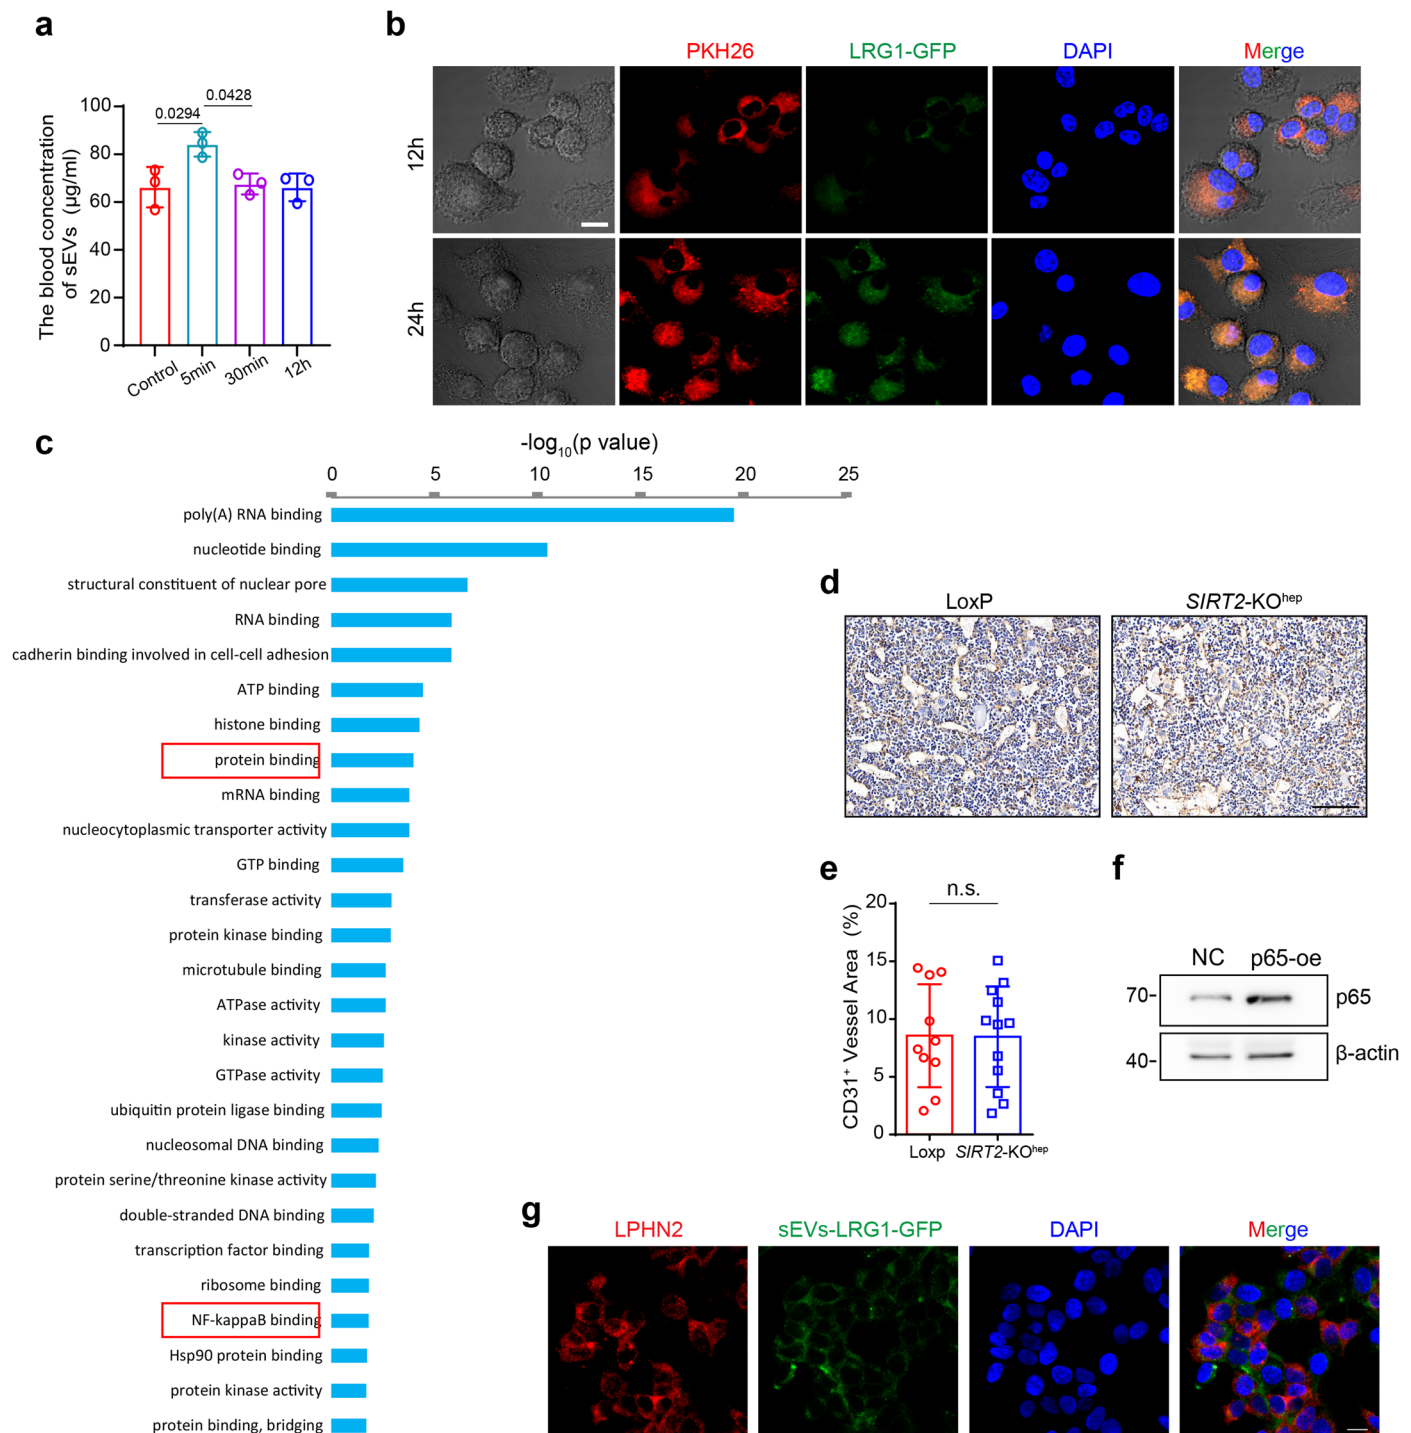 a
The blood concentration
of sEVs (µg/ml)
100
80
60
40
20
0
0.0294
0.0428
Control
5min
30min
12h
b
PKH26
LRG1-GFP
DAPI
Merge
12h
24h
c
-log10(p value)
0 5 10 15 20 25
poly(A) RNA binding
nucleotide binding
structural constituent of nuclear pore
RNA binding
cadherin binding involved in cell-cell adhesion
ATP binding
histone binding
protein binding
mRNA binding
nucleocytoplasmic transporter activity
GTP binding
transferase activity
protein kinase binding
microtubule binding
ATPase activity
kinase activity
GTPase activity
ubiquitin protein ligase binding
nucleosomal DNA binding
protein serine/threonine kinase activity
double-stranded DNA binding
transcription factor binding
ribosome binding
NF-kappaB binding
Hsp90 protein binding
protein kinase activity
protein binding, bridging
d
LoxP
SIRT2-KOhep
e
CD31+ Vessel Area (%)
20
15
10
5
0
n.s.
Loxp
SIRT2-KOhep
f
NC
p65-oe
70-
p65
40-
β-actin
g
LPHN2
sEVs-LRG1-GFP
DAPI
Merge